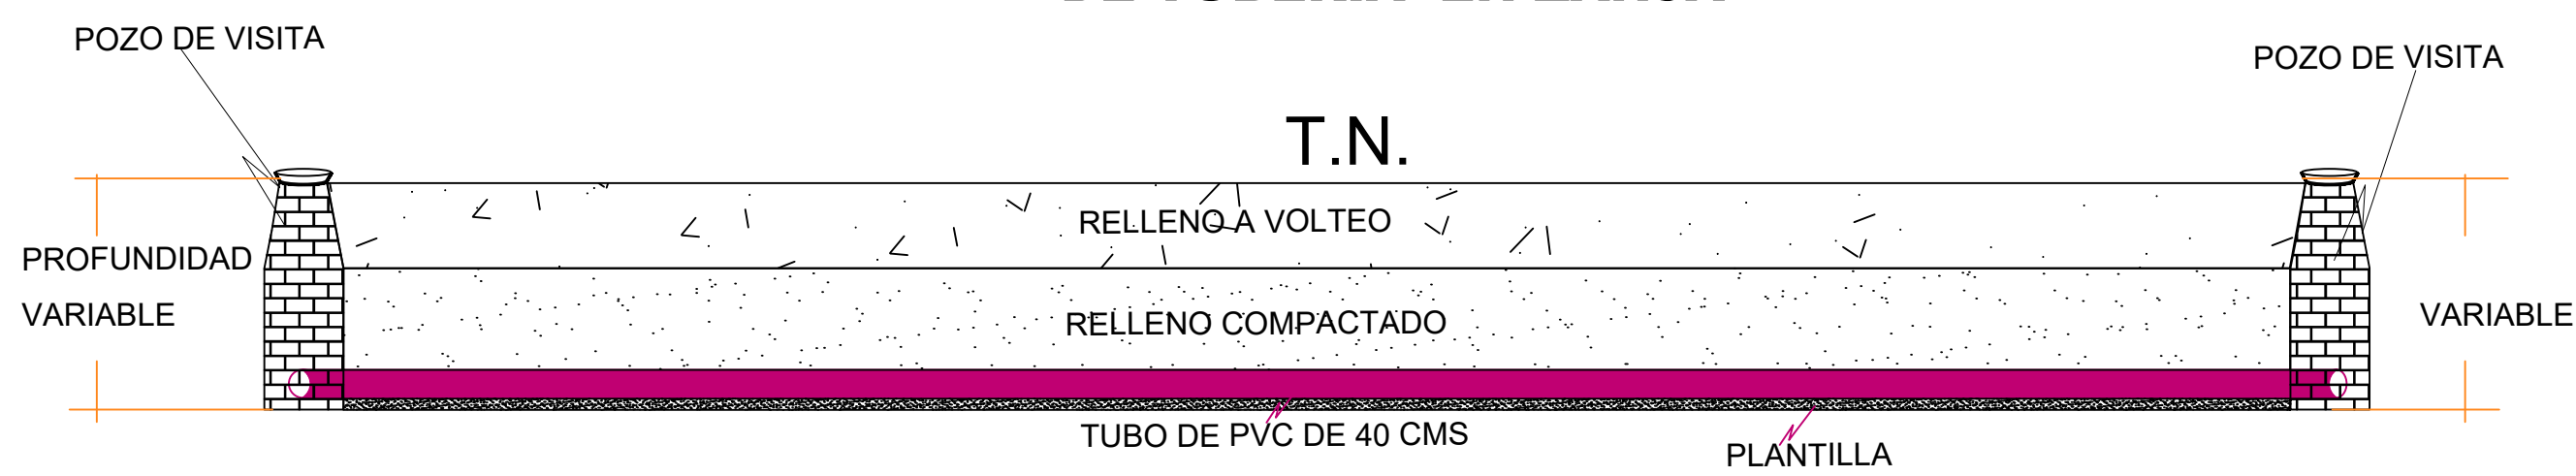 POZO DE VISITA
POZO DE VISITA
T.N.
RELLENO A VOLTEO
PROFUNDIDAD
VARIABLE
VARIABLE
RELLENO COMPACTADO
TUBO DE PVC DE 40 CMS
PLANTILLA